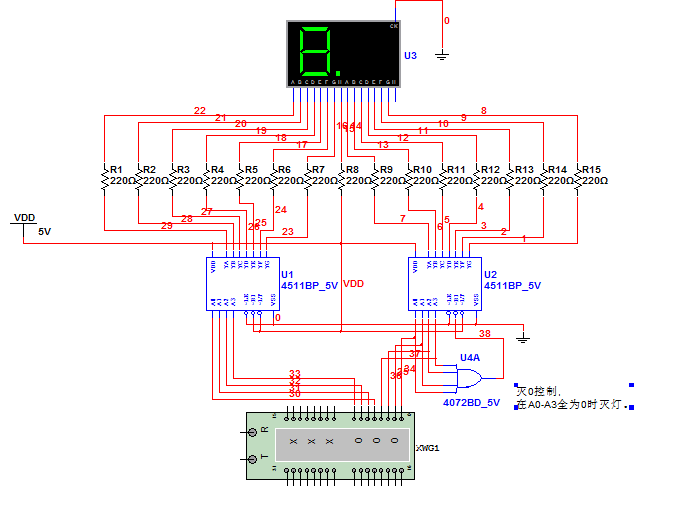 0
CK
U3
A B C D E F G H A B C D E F G H
22
21
20
19
18
17
16
14
13
12
11
10
9
8
R1
220Ω
R2
220Ω
R3
220Ω
R4
220Ω
R5
220Ω
R6
220Ω
R7
220Ω
R8
220Ω
R9
220Ω
R10
220Ω
R11
220Ω
R12
220Ω
R13
220Ω
R14
220Ω
R15
220Ω
VDD
5V
29
28
27
25
24
23
7
6
5
4
3
2
1
VDD
U1
4511BP_5V
U2
4511BP_5V
0
38
37
34
U4A
4072BD_5V
33
32
31
30
灭0控制,
在A0-A3全为0时灭灯.
R
T
X X X O O O
XWG1